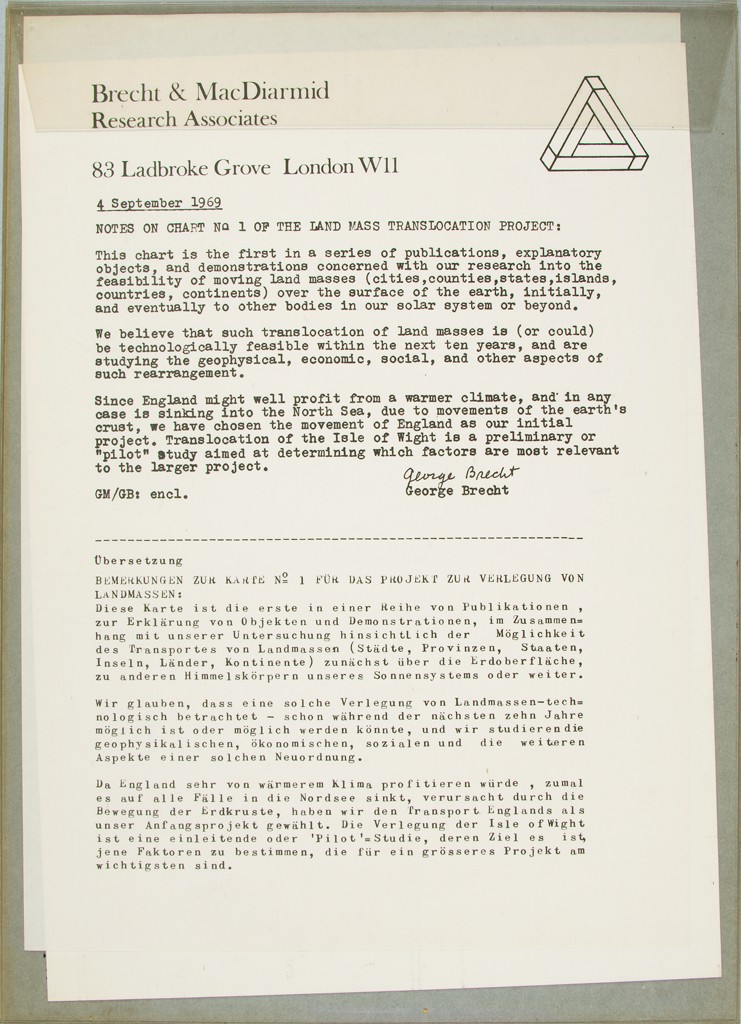 Brecht & MacDiarmid
Research Associates
83 Ladbroke Grove London W11
4 September 1969
NOTES ON CHART No 1 OF THE LAND MASS TRANSLOCATION PROJECT:
This chart is the first in a series of publications, explanatory
objects, and demonstrations concerned with our research into the
feasibility of moving land masses (cities,counties,states,islands,
countries, continents) over the surface of the earth, initially,
and eventually to other bodies in our solar system or beyond.
We believe that such translocation of land masses is (or could)
be technologically feasible within the next ten years, and are
studying the geophysical, economic, social, and other aspects of
such rearrangement.
Since England might well profit from a warmer climate, and in any
case is sinking into the North Sea, due to movements of the earth's
crust, we have chosen the movement of England as our initial
project. Translocation of the Isle of Wight is a preliminary or
"pilot" study aimed at determining which factors are most relevant
to the larger project.
George Brecht
GM/GB: encl.
George Brecht
Übersetzung
BEMERKUNGEN ZUR KARTE Nº 1 FÜR DAS PROJEKT ZUR VERLEGUNG VON
LANDMASSEN:
Diese Karte ist die erste in einer Reihe von Publikationen ,
zur Erklärung von Objekten und Demonstrationen, im Zusammen=
hang mit unserer Untersuchung hinsichtlich der Möglichkeit
des Transportes von Landmassen (Städte, Provinzen, Staaten,
Inseln, Länder, Kontinente) zunächst über die Erdoberfläche,
zu anderen Himmelskörpern unseres Sonnensystems oder weiter.
Wir glauben, dass eine solche Verlegung von Landmassen-tech=
nologisch betrachtet - schon während der nächsten zehn Jahre
möglich ist oder möglich werden könnte, und wir studieren die
geophysikalischen, ökonomischen, sozialen und die weiteren
Aspekte einer solchen Neuordnung.
Da England sehr von wärmerem Klima profitieren würde , zumal
es auf alle Fälle in die Nordsee sinkt, verursacht durch die
Bewegung der Erdkruste, haben wir den Transport Englands als
unser Anfangsprojekt gewählt. Die Verlegung der Isle of Wight
ist eine einleitende oder 'Pilot'=Studie, deren Ziel es ist,
jene Faktoren zu bestimmen, die für ein grösseres Projekt am
wichtigsten sind.